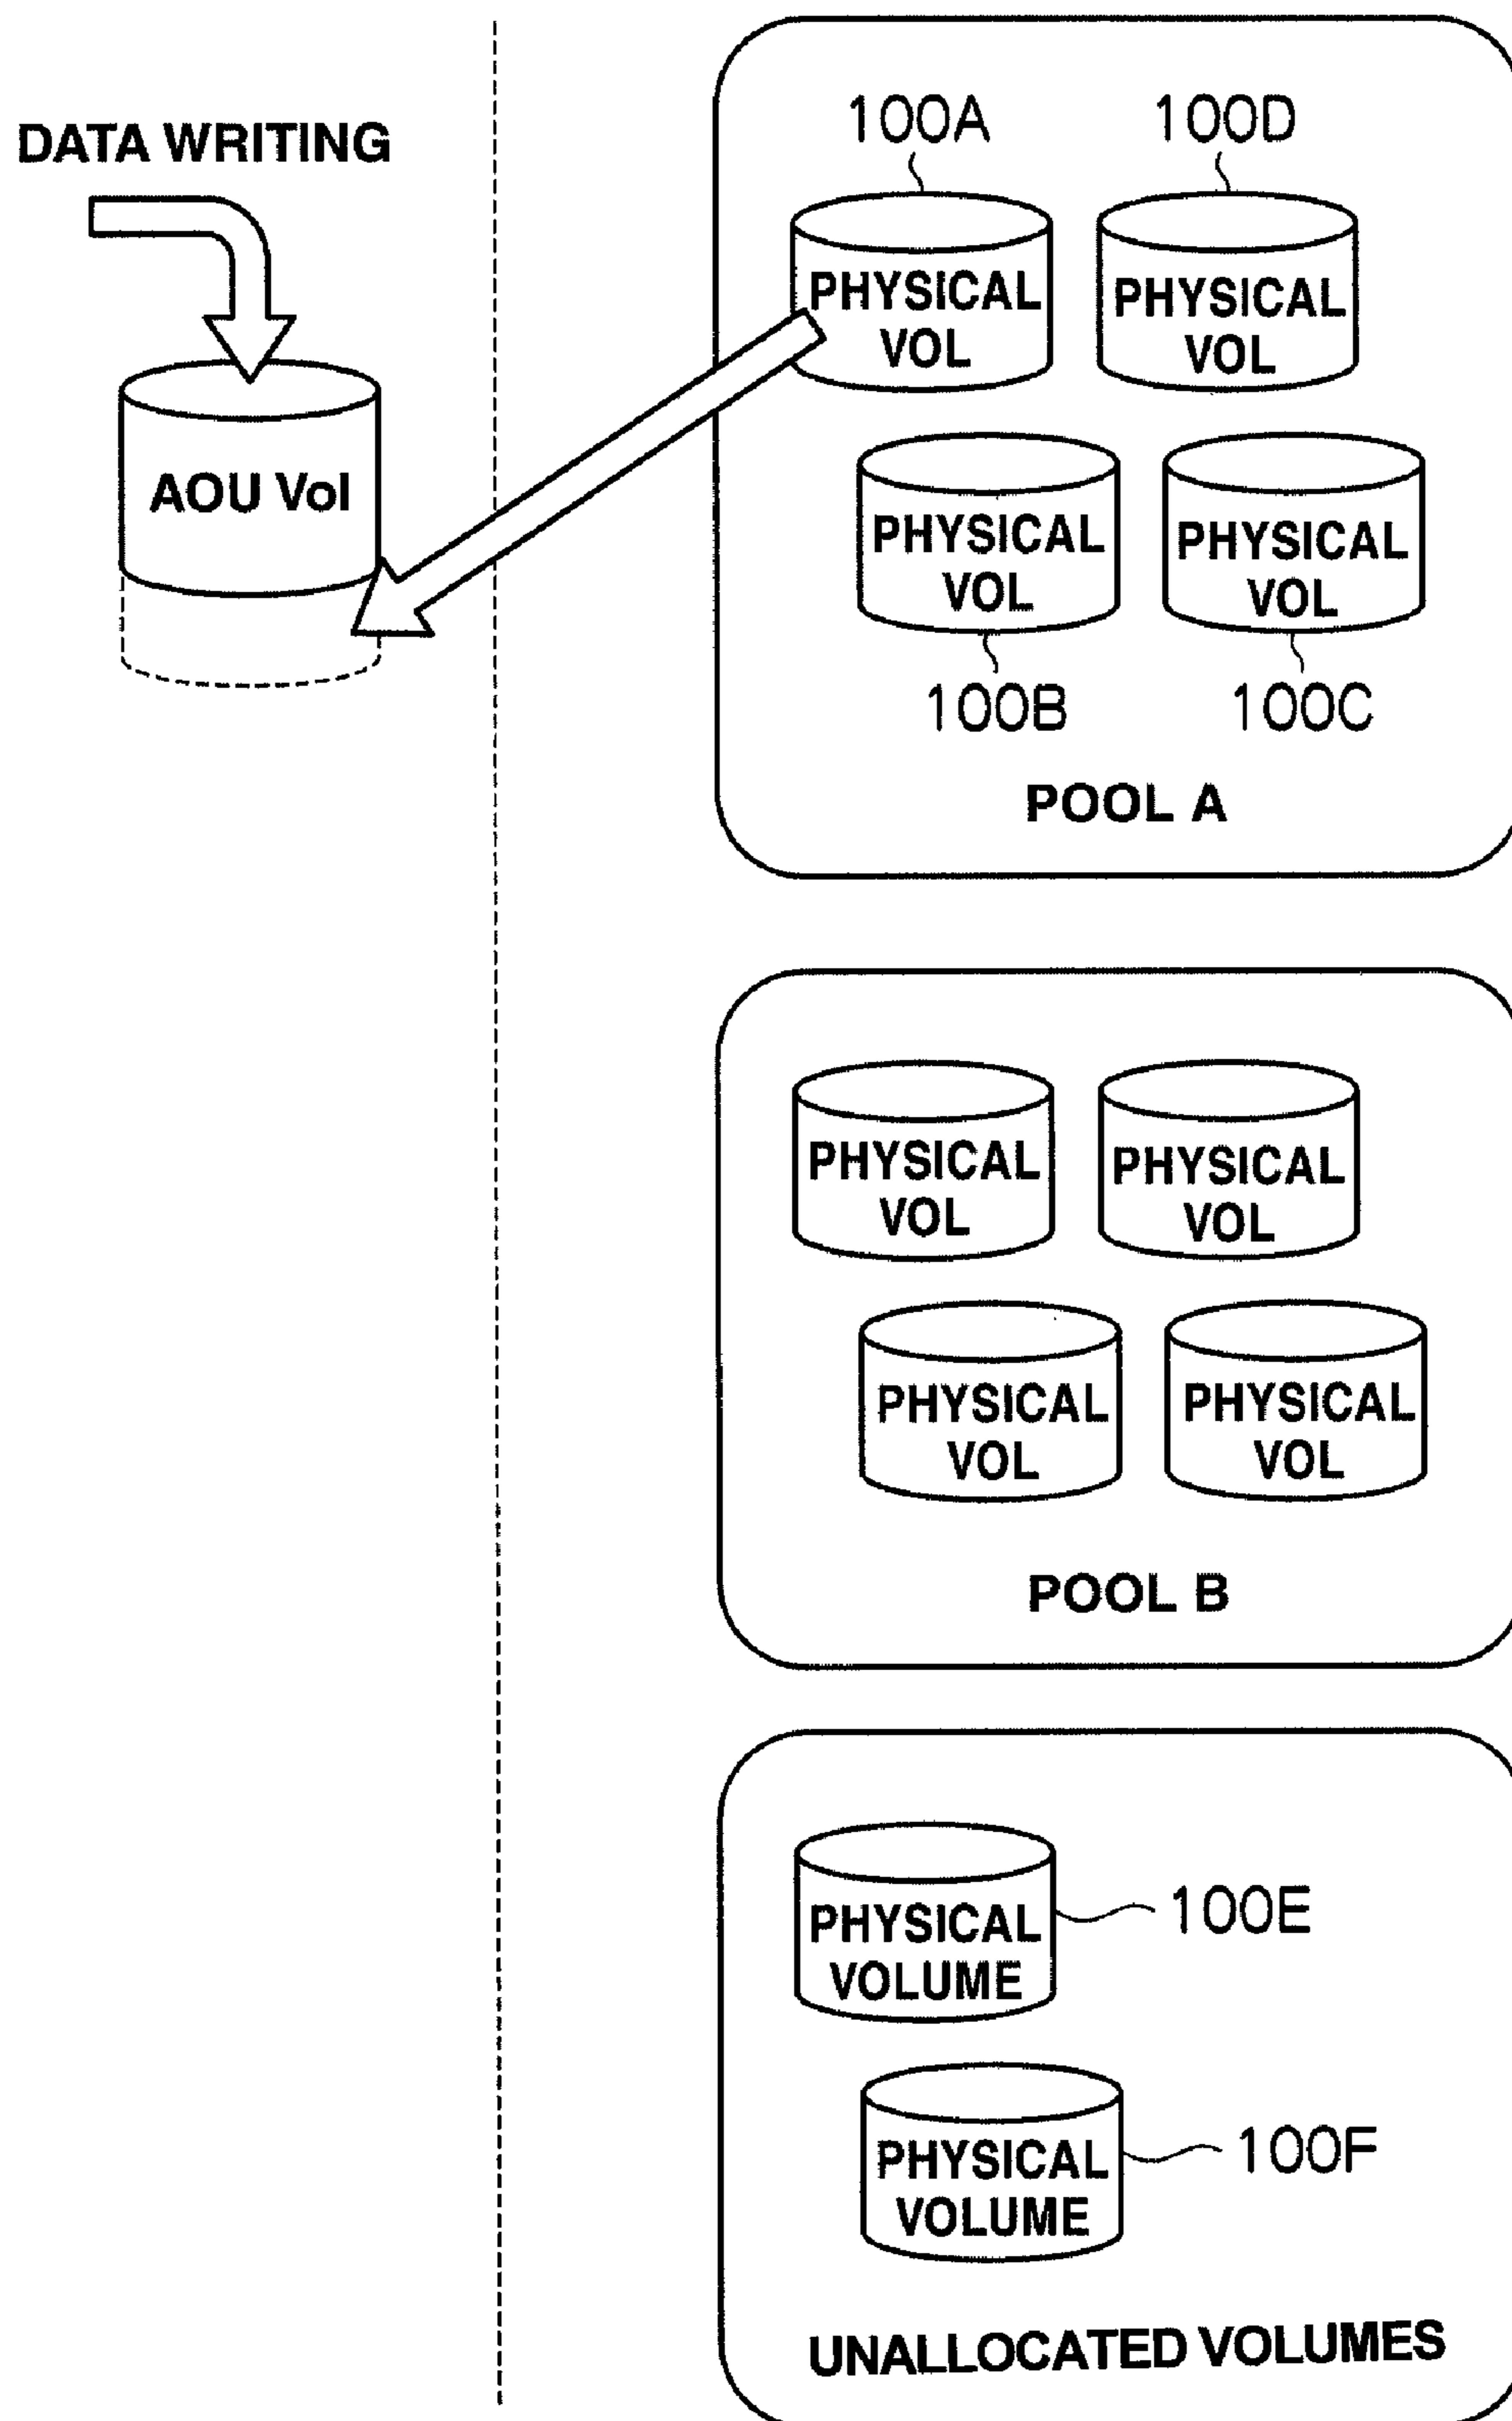 DATA WRITING
AOU Vol
100A 100D
PHYSICAL
VOL
PHYSICAL
VOL
PHYSICAL
VOL
PHYSICAL
VOL
100B 100C
POOL A
PHYSICAL
VOL
PHYSICAL
VOL
PHYSICAL
VOL
PHYSICAL
VOL
POOL B
PHYSICAL
VOLUME
100E
PHYSICAL
VOLUME
100F
UNALLOCATED VOLUMES